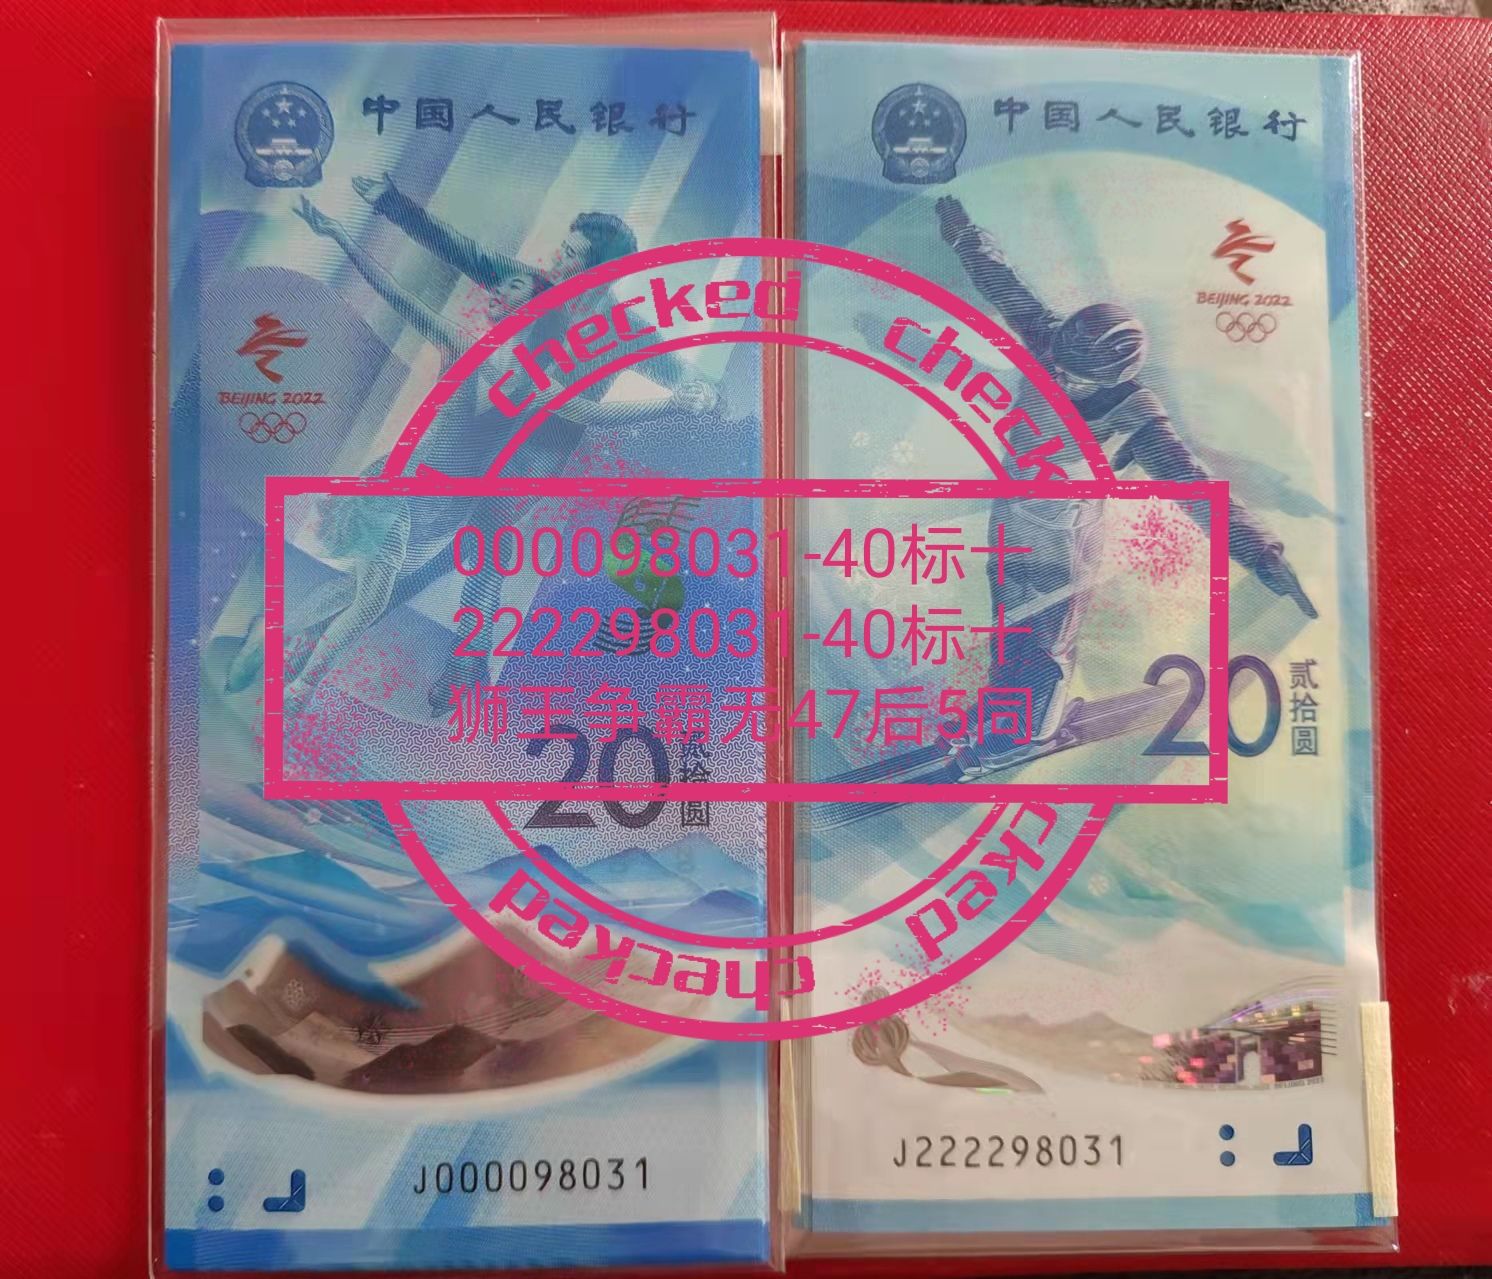 中国人民银行
中国人民银行
BEIJING 2022
BEIJING 2022
checked
checked
000098031-40标十
222298031-40标十
狮王争霸无47后5同
20 贰拾圆
20 贰拾圆
checked
checked
J000098031
J222298031